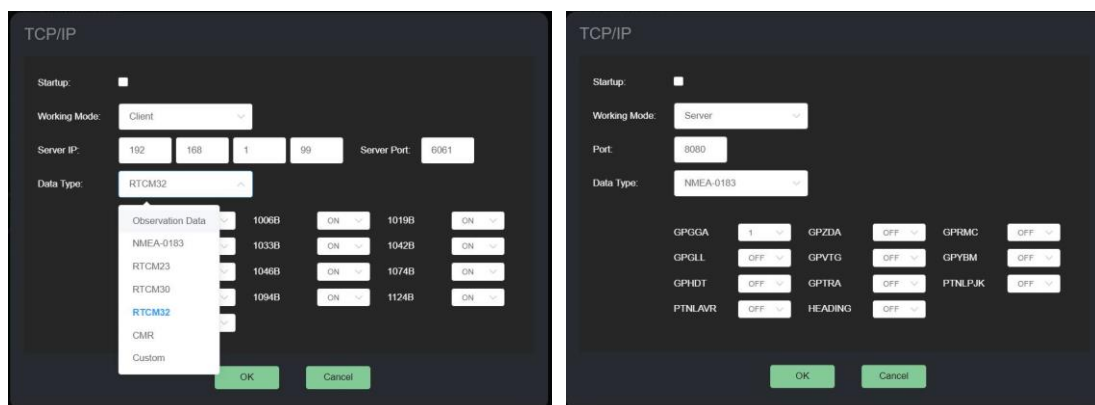 TCP/IP
Startup:
Working Mode: Client
Server IP: 192 168 1 99 Server Port: 6061
Data Type: RTCM32
Observation Data 1006B ON 1019B ON
NMEA-0183 1033B ON 1042B ON
RTCM23 1046B ON 1074B ON
RTCM30 1094B ON 1124B ON
RTCM32
CMR
Custom
OK Cancel
TCP/IP
Startup:
Working Mode: Server
Port: 8080
Data Type: NMEA-0183
GPGGA 1 GPZDA OFF GPRMC OFF
GPGLL OFF GPVTG OFF GPYBM OFF
GPHDT OFF GPTRA OFF PTNLPJK OFF
PTNLAVR OFF HEADING OFF
OK Cancel